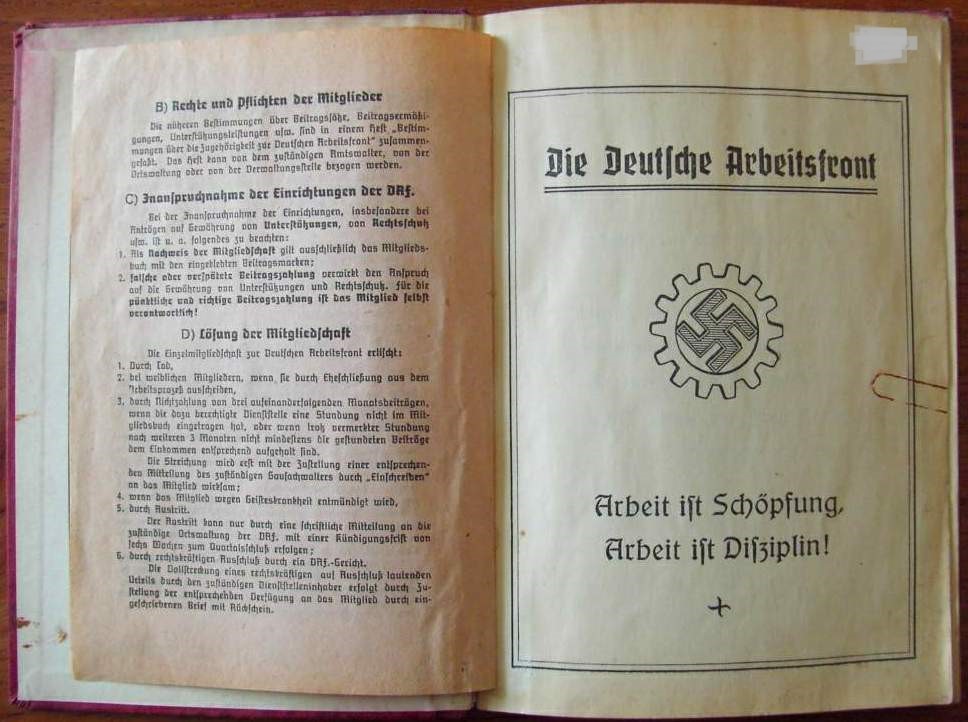 B) Rechte und Pflichten der Mitglieder
Die näheren Bestimmungen über Beitragssätze, Beitragsermäßi-
gungen, Unterstützungsleistungen usw. sind in einem Heft „Bestim-
mungen über die Zugehörigkeit zur Deutschen Arbeitsfront" zusammen-
gefaßt. Das Heft kann von dem zuständigen Amtswalter, von der
Ortswaltung oder von der Verwaltungsstelle bezogen werden.
C) Inanspruchnahme der Einrichtungen der DAF.
Bei der Inanspruchnahme der Einrichtungen, insbesondere bei
Anträgen auf Gewährung von Unterstützungen, von Rechtsschutz
usw. ist u. a. folgendes zu beachten:
1. Als Nachweis der Mitgliedschaft gilt ausschließlich das Mitglieds-
buch mit den eingeklebten Beitragsmarken;
2. falsche oder verspätete Beitragszahlung verwirkt den Anspruch
auf die Gewährung von Unterstützungen und Rechtsschutz. Für die
pünktliche und richtige Beitragszahlung ist das Mitglied selbst
verantwortlich!
D) Lösung der Mitgliedschaft
Die Einzelmitgliedschaft zur Deutschen Arbeitsfront erlischt:
1. Durch Tod,
2. bei weiblichen Mitgliedern, wenn sie durch Eheschließung aus dem
Arbeitsprozeß ausscheiden,
3. durch Nichtzahlung von drei aufeinanderfolgenden Monatsbeiträgen,
wenn die dazu berechtigte Dienststelle eine Stundung nicht im Mit-
gliedsbuch eingetragen hat, oder wenn trotz vermerkter Stundung
nach weiteren 3 Monaten nicht mindestens die gestundeten Beiträge
dem Einkommen entsprechend aufgeholt sind.
Die Streichung wird erst mit der Zustellung einer entsprechen-
den Mitteilung des zuständigen Gaufachwalters durch „Einschreiben"
an das Mitglied wirksam;
4. wenn das Mitglied wegen Geisteskrankheit entmündigt wird,
5. durch Austritt.
Der Austritt kann nur durch eine schriftliche Mitteilung an die
zuständige Ortswaltung der DAF. mit einer Kündigungsfrist von
sechs Wochen zum Quartalsschluß erfolgen;
6. durch rechtskräftigen Ausschluß durch ein DAF.-Gericht.
Die Vollstreckung eines rechtskräftigen auf Ausschluß lautenden
Urteils durch den zuständigen Dienststelleninhaber erfolgt durch Zu-
stellung der entsprechenden Verfügung an das Mitglied durch ein-
geschriebenen Brief mit Rückschein.
Die Deutsche Arbeitsfront
Arbeit ist Schöpfung,
Arbeit ist Disziplin!